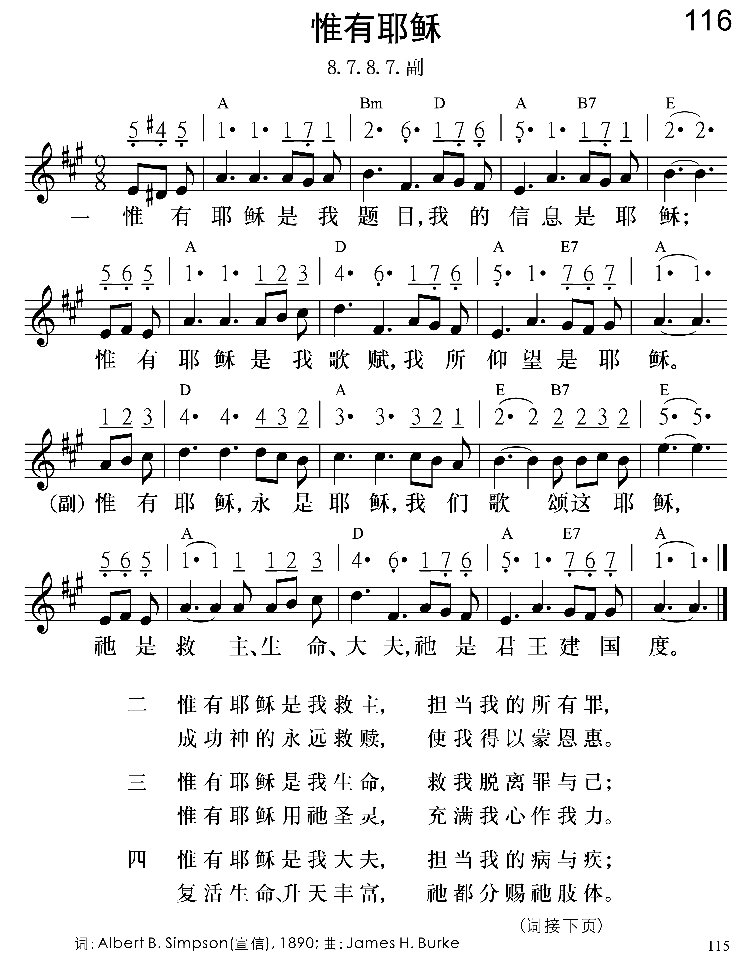 116
惟有耶稣
8.7.8.7.副
A Bm D A B7 E
5 #4 5 | 1· 1· 1 7 1 | 2· 6· 1 7 6 | 5· 1· 1 7 1 | 2· 2· |
9 8
一 惟有耶稣是我题目,我的信息是耶稣;
A D A E7 A
5 6 5 | 1· 1· 1 2 3 | 4· 6· 1 7 6 | 5· 1· 7 6 7 | 1· 1· |
惟有耶稣是我歌赋,我所仰望是耶稣。
D A E B7 E
1 2 3 | 4· 4· 4 3 2 | 3· 3· 3 2 1 | 2· 2 2 2 3 2 | 5· 5· |
(副)惟有耶稣,永是耶稣,我们歌颂这耶稣,
A D A E7 A
5 6 5 | 1· 1 1 1 2 3 | 4· 6· 1 7 6 | 5· 1· 7 6 7 | 1· 1· ‖
祂是救主、生命、大夫,祂是君王建国度。
二 惟有耶稣是我救主, 担当我的所有罪,
成功神的永远救赎, 使我得以蒙恩惠。
三 惟有耶稣是我生命, 救我脱离罪与己;
惟有耶稣用祂圣灵, 充满我心作我力。
四 惟有耶稣是我大夫, 担当我的病与疾;
复活生命、升天丰富, 祂都分赐祂肢体。
(词接下页)
词: Albert B. Simpson(宣信), 1890; 曲: James H. Burke
115